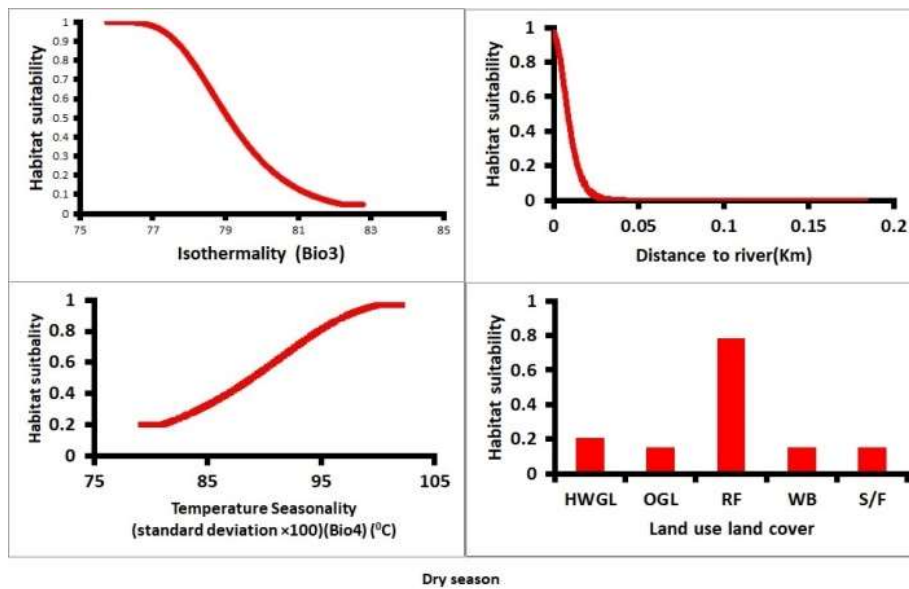 Habitat suitability
1
0.9
0.8
0.7
0.6
0.5
0.4
0.3
0.2
0.1
0
75 77 79 81 83 85
Isothermality (Bio3)
Habitat suitability
1
0.8
0.6
0.4
0.2
0
0 0.05 0.1 0.15 0.2
Distance to river(Km)
Habitat suitbality
1
0.8
0.6
0.4
0.2
0
75 85 95 105
Temperature Seasonality
(standard deviation ×100)(Bio4) (⁰C)
Habitat suitability
1
0.8
0.6
0.4
0.2
0
HWGL OGL RF WB S/F
Land use land cover
Dry season